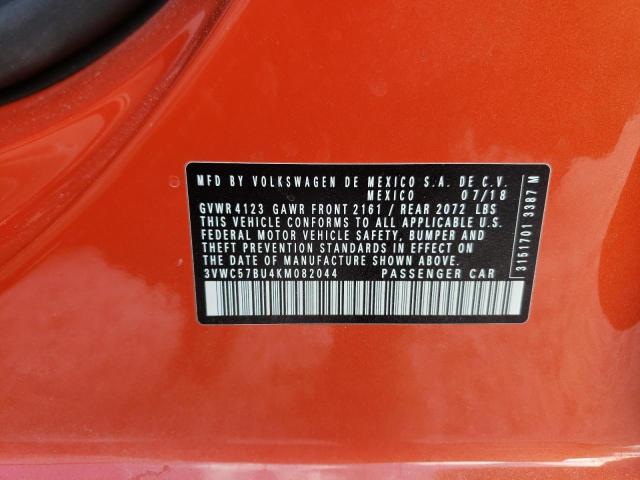 MFD BY VOLKSWAGEN DE MEXICO S.A. DE C.V.
MEXICO 07/18
GVWR 4123 GAWR FRONT 2161 / REAR 2072 LBS
THIS VEHICLE CONFORMS TO ALL APPLICABLE U.S.
FEDERAL MOTOR VEHICLE SAFETY, BUMPER AND
THEFT PREVENTION STANDARDS IN EFFECT ON
THE DATE OF MANUFACTURE SHOWN ABOVE.
3VWC57BU4KM082044 PASSENGER CAR
3151701 3387 M